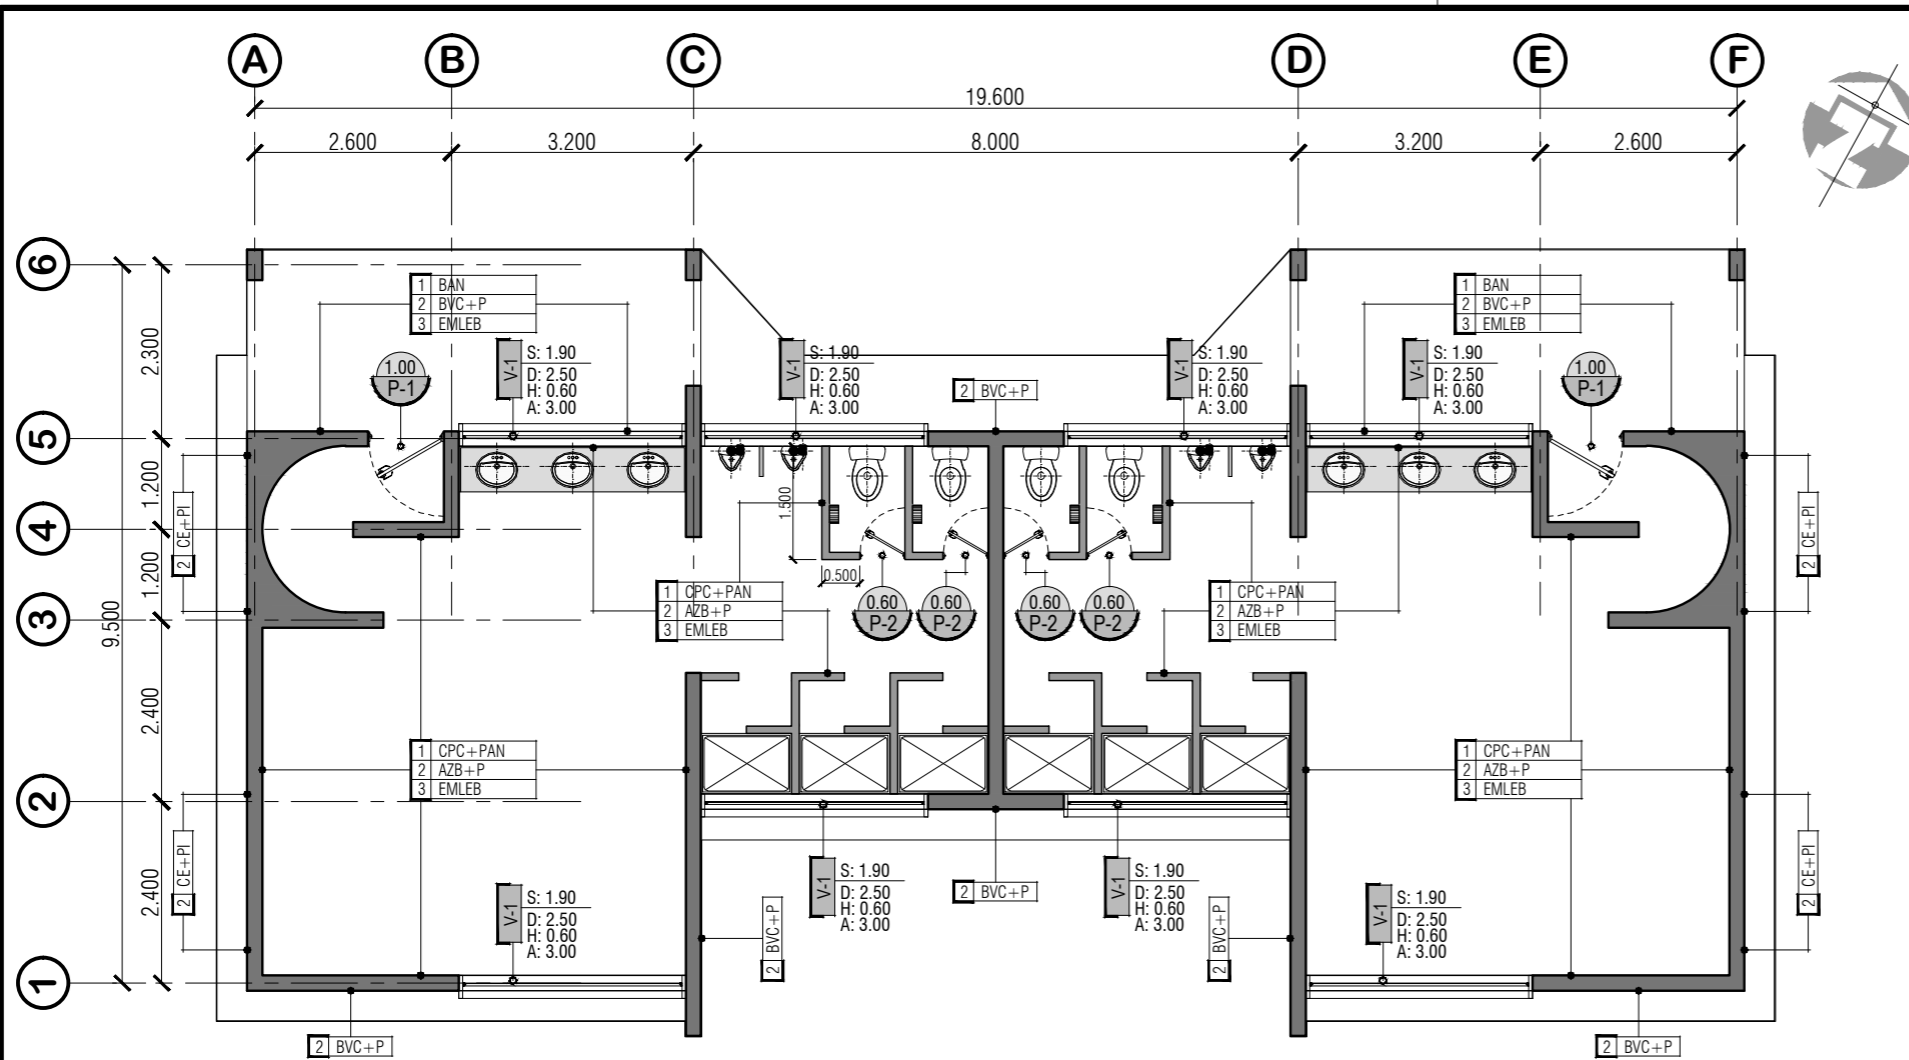 A B C D E F
19.600
2.600 3.200 8.000 3.200 2.600
6
5
4
3
2
1
9.500
2.300
1.200
1.200
2.400
2.400
1 BAN
2 BVC+P
3 EMLEB
1 BAN
2 BVC+P
3 EMLEB
1.00
P-1
V-1
S: 1.90
D: 2.50
H: 0.60
A: 3.00
V-1
S: 1.90
D: 2.50
H: 0.60
A: 3.00
2 BVC+P
V-1
S: 1.90
D: 2.50
H: 0.60
A: 3.00
V-1
S: 1.90
D: 2.50
H: 0.60
A: 3.00
1.00
P-1
2 CE+PI
1.500
0.500
2 CE+PI
1 CPC+PAN
2 AZB+P
3 EMLEB
0.60
P-2
0.60
P-2
0.60
P-2
0.60
P-2
1 CPC+PAN
2 AZB+P
3 EMLEB
1 CPC+PAN
2 AZB+P
3 EMLEB
1 CPC+PAN
2 AZB+P
3 EMLEB
2 CE+PI
V-1
S: 1.90
D: 2.50
H: 0.60
A: 3.00
2 BVC+P
V-1
S: 1.90
D: 2.50
H: 0.60
A: 3.00
2 BVC+P
V-1
S: 1.90
D: 2.50
H: 0.60
A: 3.00
2 BVC+P
V-1
S: 1.90
D: 2.50
H: 0.60
A: 3.00
2 CE+PI
2 BVC+P
2 BVC+P